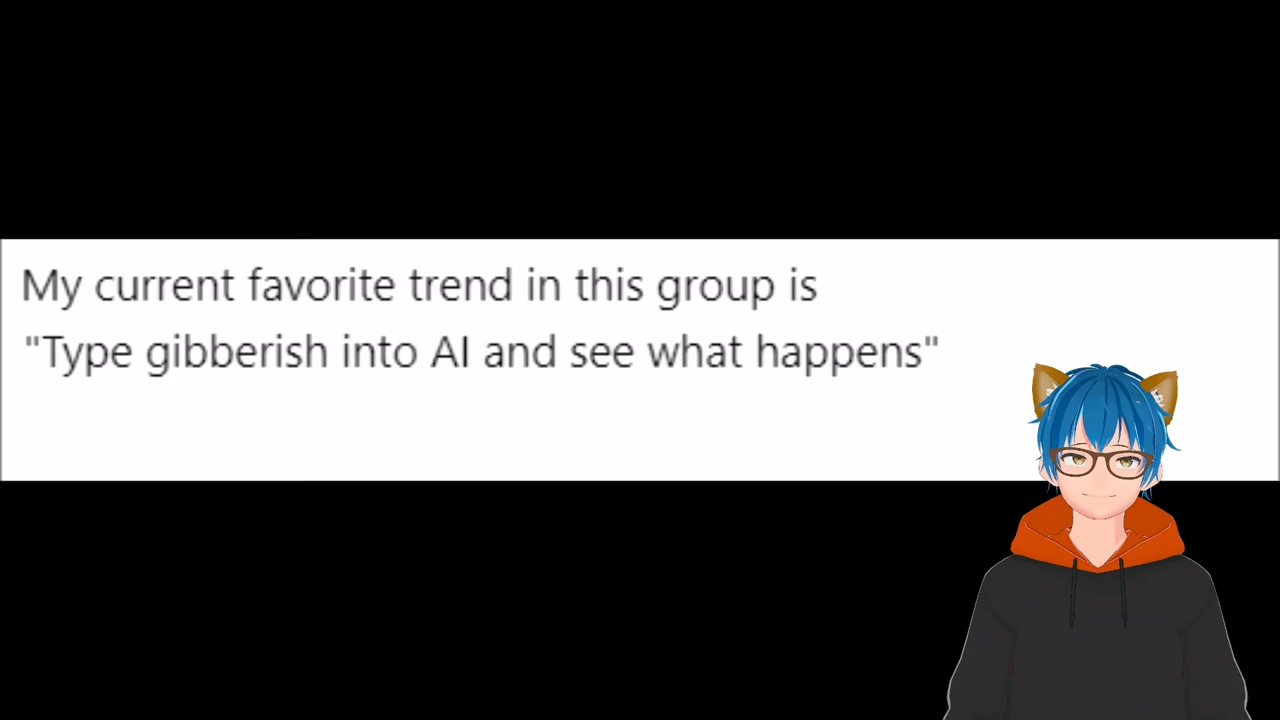 My current favorite trend in this group is
"Type gibberish into AI and see what happens"